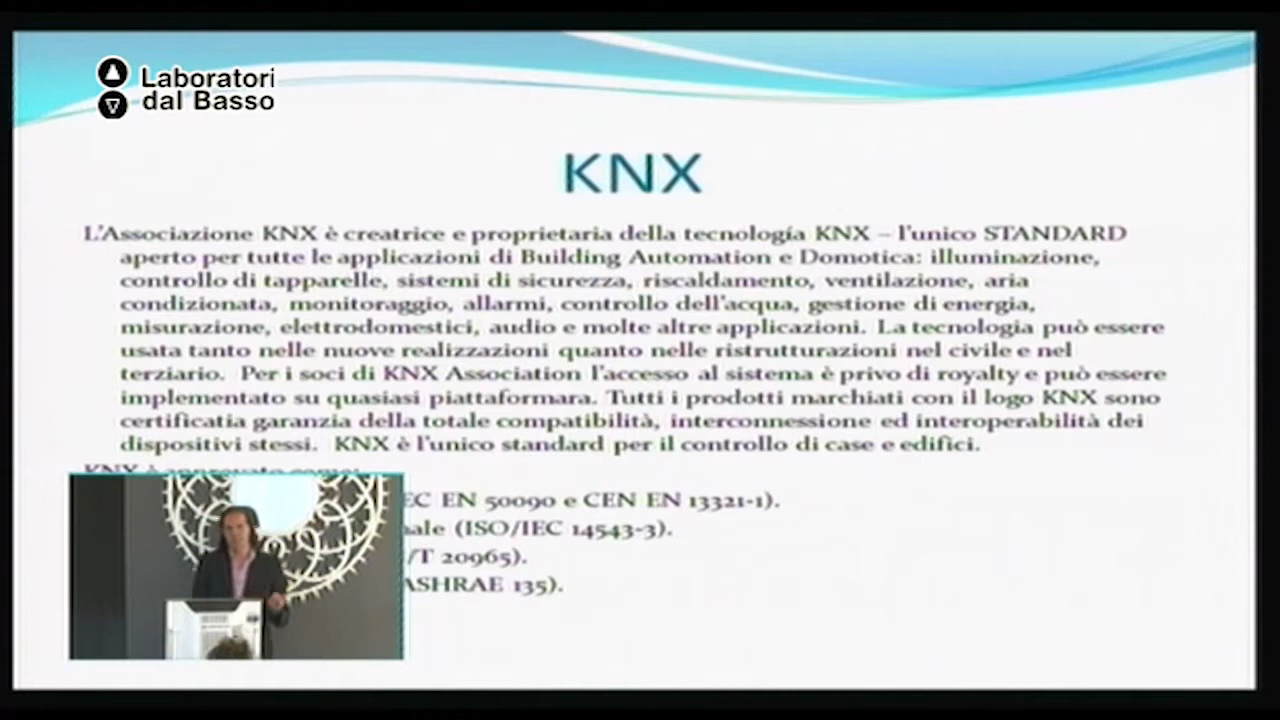 Laboratori
dal Basso
KNX
L'Associazione KNX è creatrice e proprietaria della tecnologia KNX – l'unico STANDARD
aperto per tutte le applicazioni di Building Automation e Domotica: illuminazione,
controllo di tapparelle, sistemi di sicurezza, riscaldamento, ventilazione, aria
condizionata, monitoraggio, allarmi, controllo dell'acqua, gestione di energia,
misurazione, elettrodomestici, audio e molte altre applicazioni. La tecnologia può essere
usata tanto nelle nuove realizzazioni quanto nelle ristrutturazioni nel civile e nel
terziario. Per i soci di KNX Association l'accesso al sistema è privo di royalty e può essere
implementato su quasiasi piattaformara. Tutti i prodotti marchiati con il logo KNX sono
certificatia garanzia della totale compatibilità, interconnessione ed interoperabilità dei
dispositivi stessi. KNX è l'unico standard per il controllo di case e edifici.
KNX è approvato come:
EC EN 50090 e CEN EN 13321-1).
nale (ISO/IEC 14543-3).
/T 20965).
ASHRAE 135).